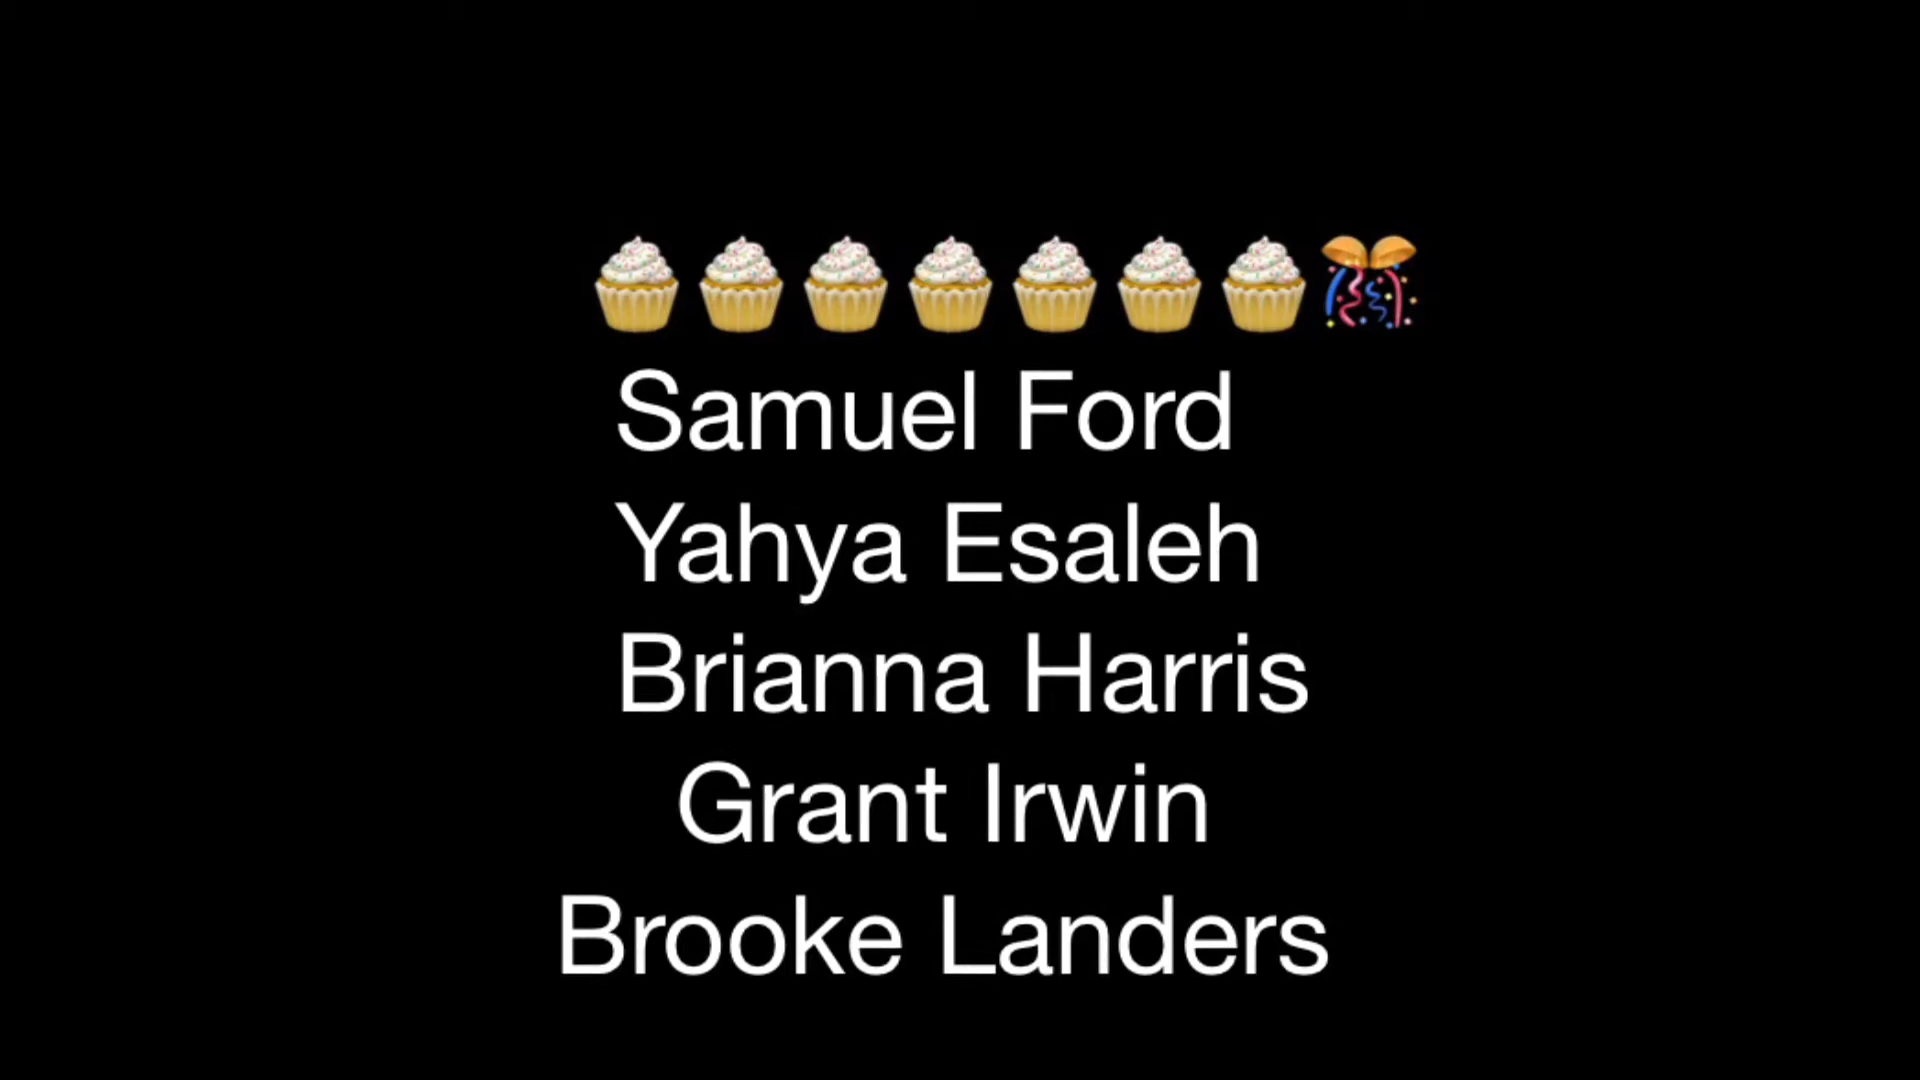 🧁🧁🧁🧁🧁🧁🧁🎊
Samuel Ford
Yahya Esaleh
Brianna Harris
Grant Irwin
Brooke Landers